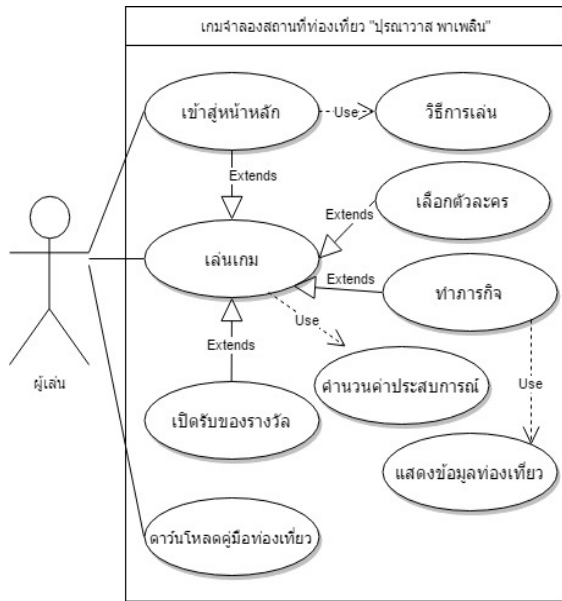 เกมจำลองสถานที่ท่องเที่ยว "ปุรณาวาส พาเพลิน"
เข้าสู่หน้าหลัก
Use
วิธีการเล่น
Extends
เลือกตัวละคร
Extends
เล่นเกม
Extends
ทำภารกิจ
Use
Extends
คำนวนค่าประสบการณ์
Use
ผู้เล่น
เปิดรับของรางวัล
แสดงข้อมูลท่องเที่ยว
ดาว์นโหลดคู่มือท่องเที่ยว